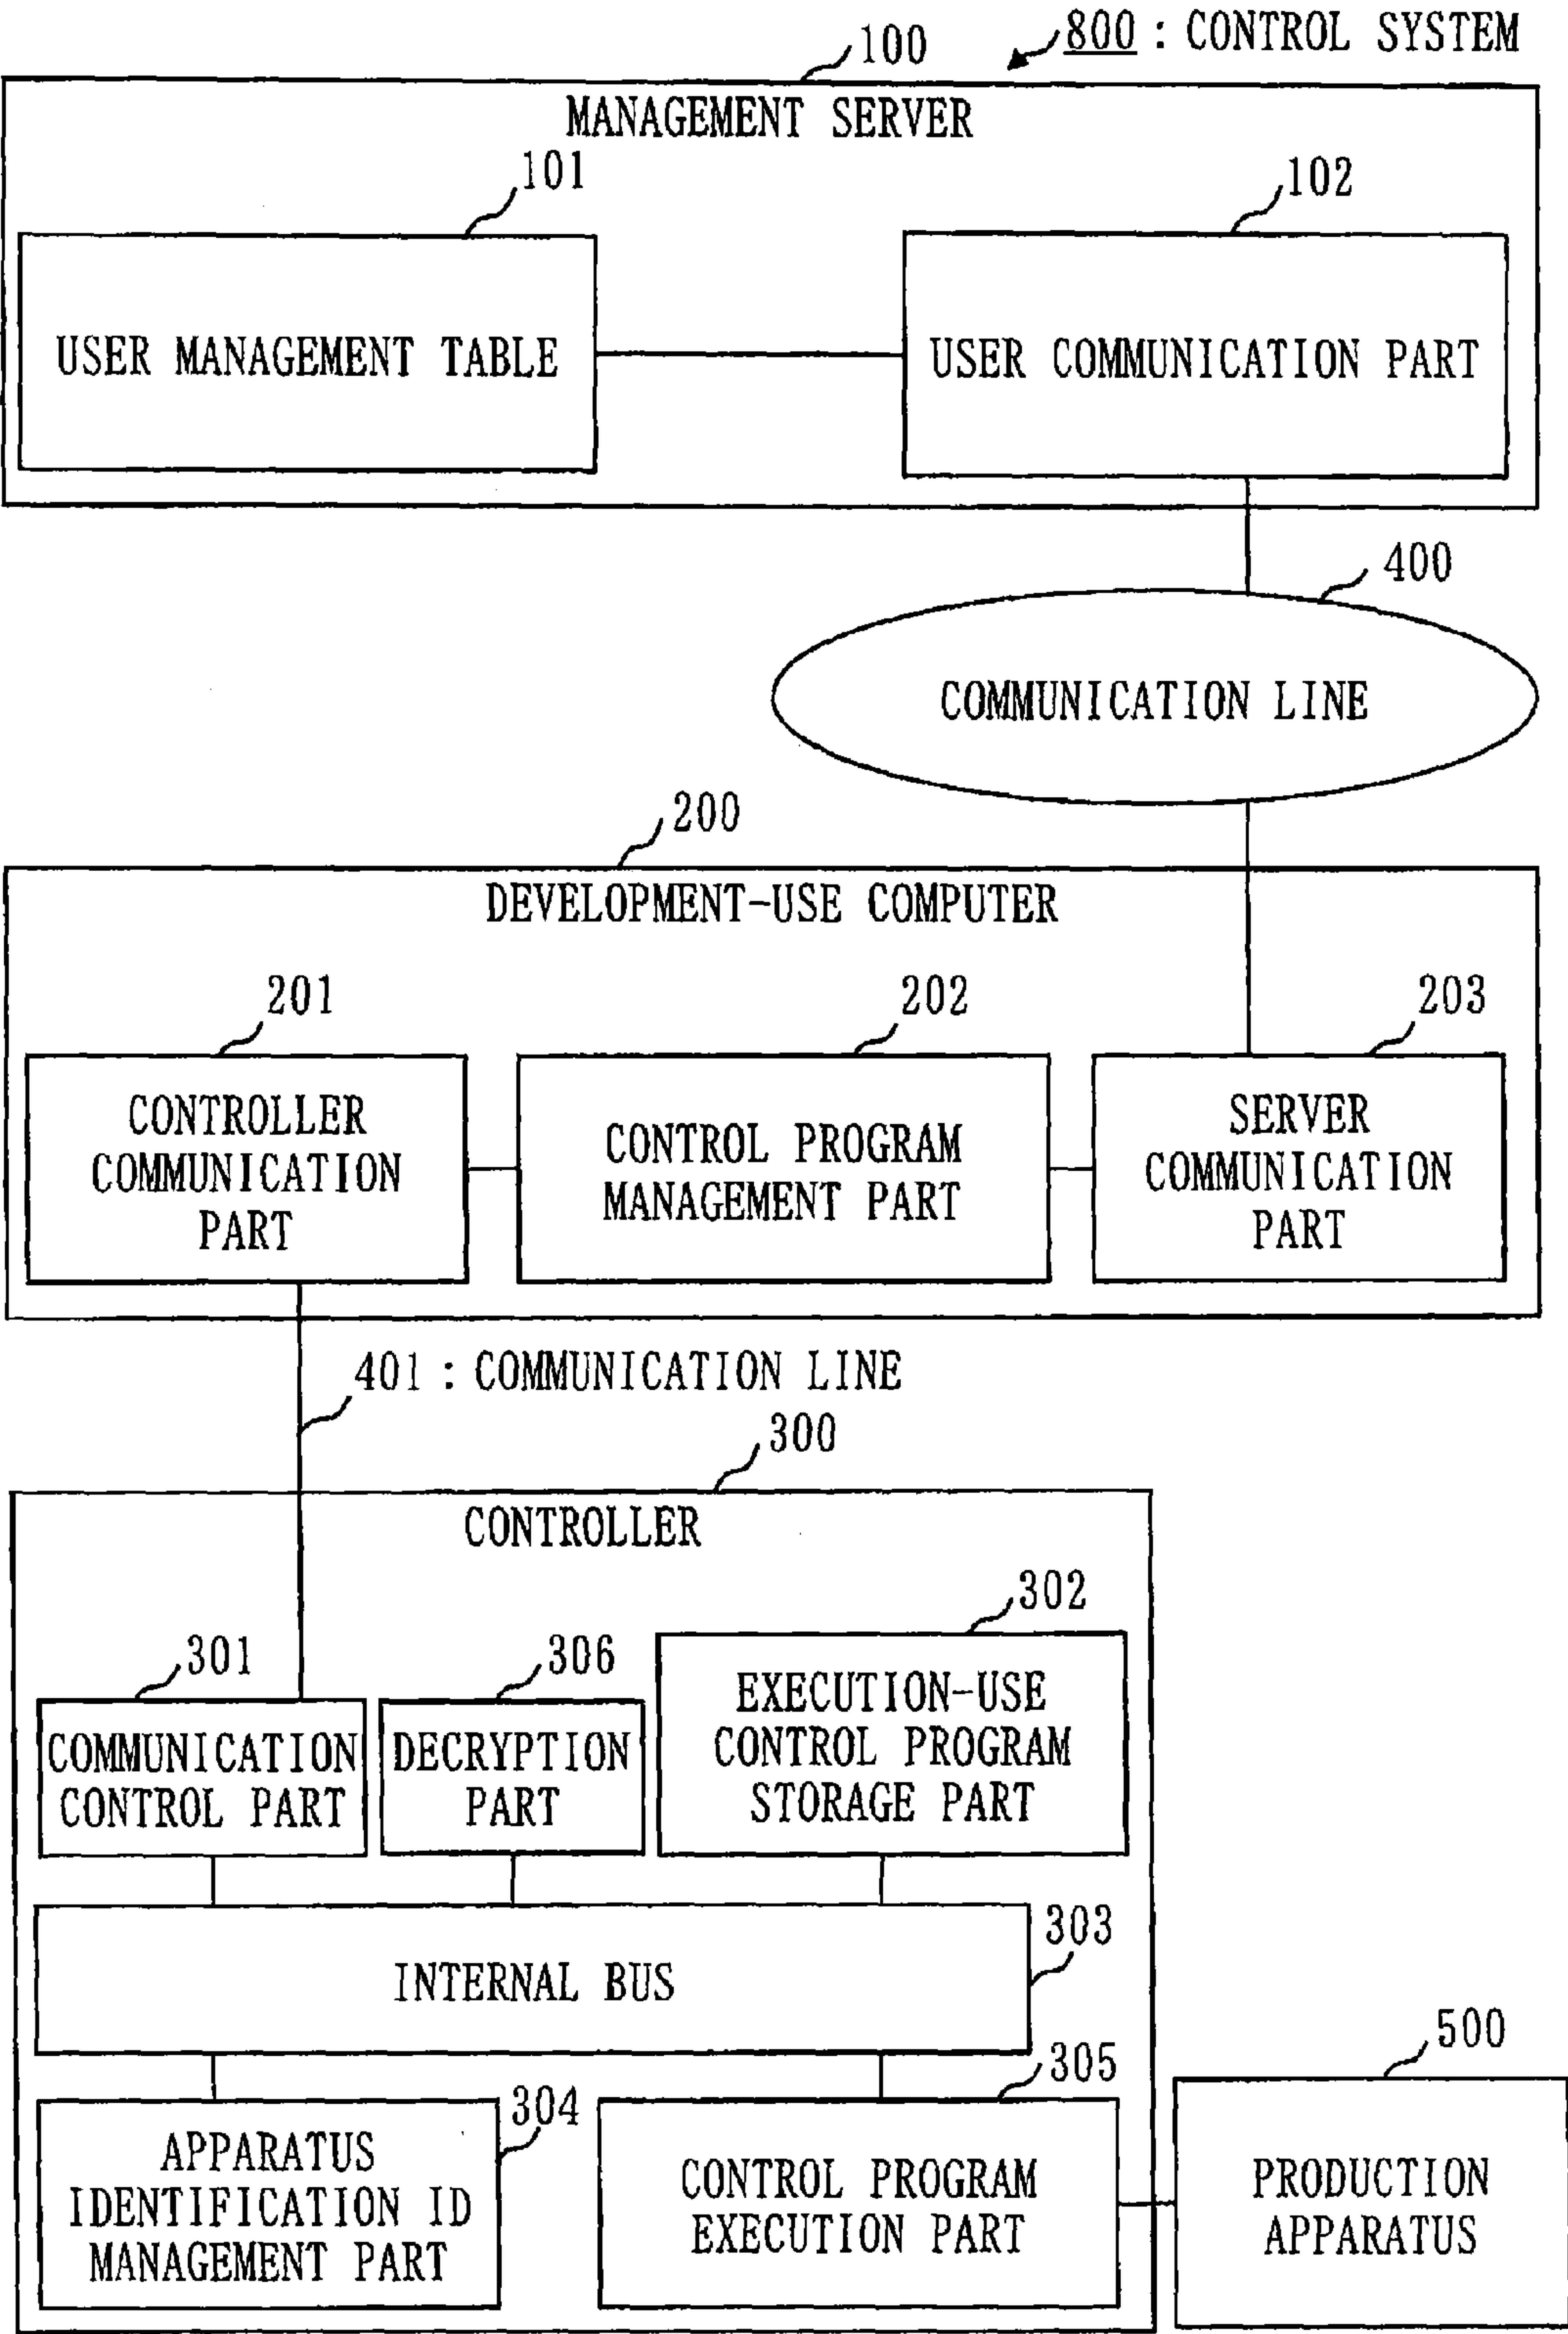 100
800 : CONTROL SYSTEM
MANAGEMENT SERVER
101
102
USER MANAGEMENT TABLE
USER COMMUNICATION PART
400
COMMUNICATION LINE
200
DEVELOPMENT-USE COMPUTER
201
202
203
CONTROLLER
COMMUNICATION
PART
CONTROL PROGRAM
MANAGEMENT PART
SERVER
COMMUNICATION
PART
401 : COMMUNICATION LINE
300
CONTROLLER
301
306
302
COMMUNICATION
CONTROL PART
DECRYPTION
PART
EXECUTION-USE
CONTROL PROGRAM
STORAGE PART
303
INTERNAL BUS
304
305
500
APPARATUS
IDENTIFICATION ID
MANAGEMENT PART
CONTROL PROGRAM
EXECUTION PART
PRODUCTION
APPARATUS